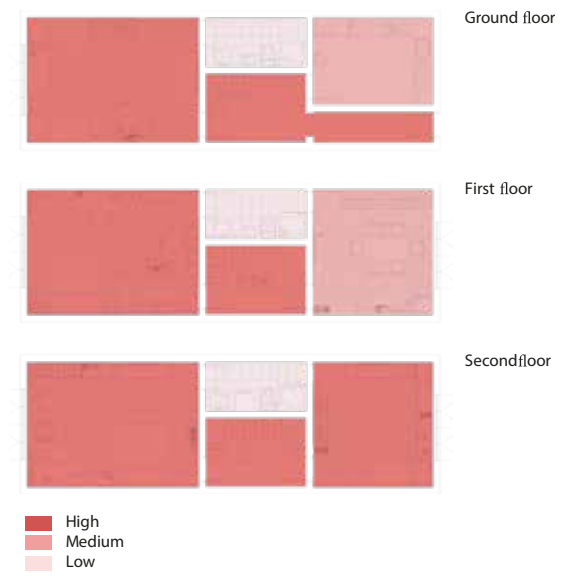 Ground floor
First floor
Secondfloor
High
Medium
Low